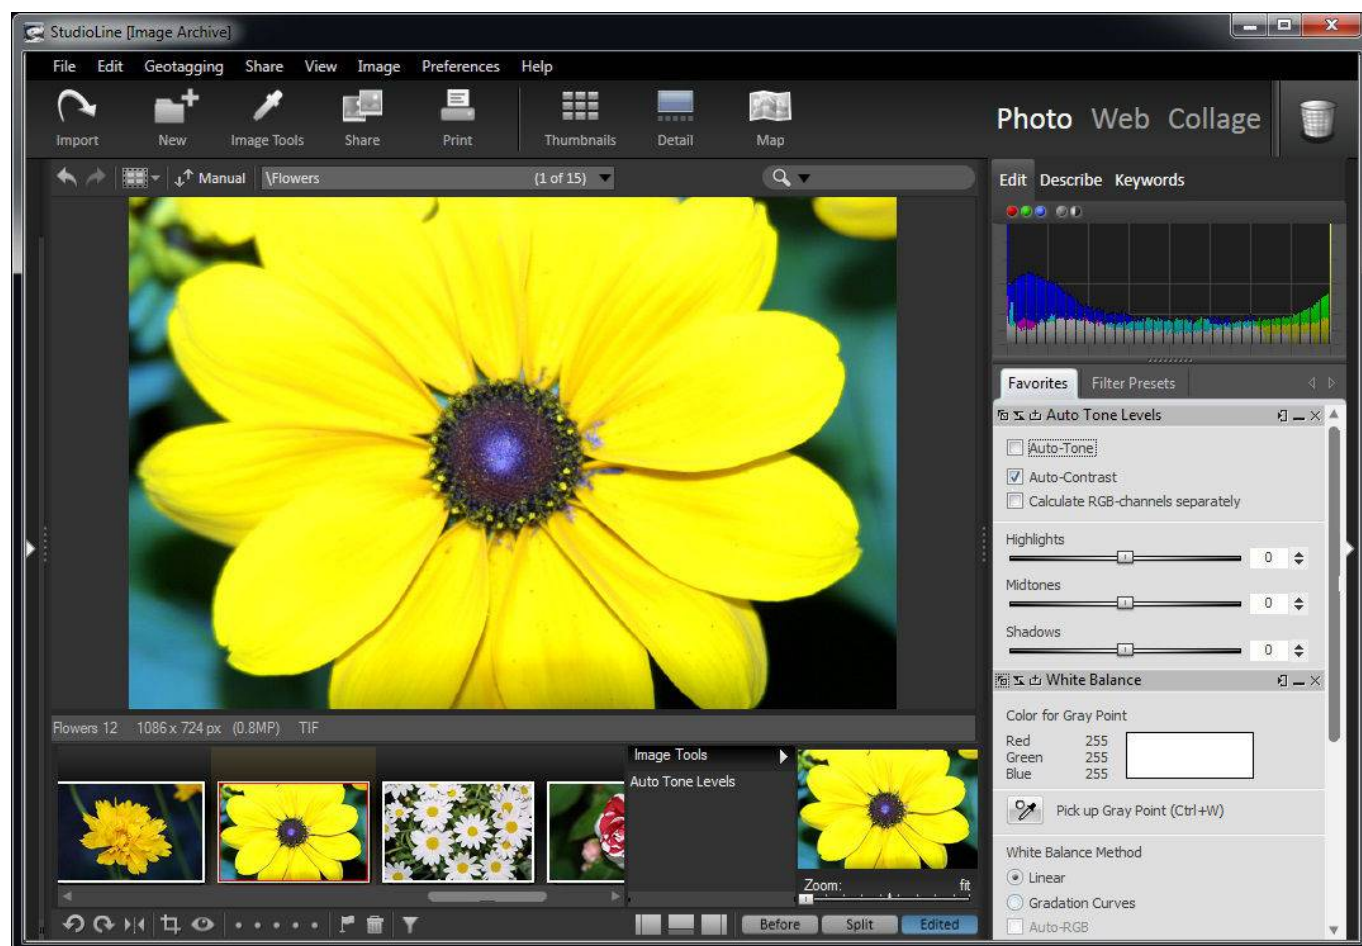 StudioLine [Image Archive]
File Edit Geotagging Share View Image Preferences Help
Import New Image Tools Share Print Thumbnails Detail Map
Photo Web Collage
Manual \Flowers (1 of 15)
Edit Describe Keywords
Favorites Filter Presets
Auto Tone Levels
Auto-Tone
Auto-Contrast
Calculate RGB-channels separately
Highlights
0
Midtones
0
Shadows
0
White Balance
Color for Gray Point
Red 255
Green 255
Blue 255
Pick up Gray Point (Ctrl+W)
White Balance Method
Linear
Gradation Curves
Auto-RGB
Flowers 12 1086 x 724 px (0.8MP) TIF
Image Tools
Auto Tone Levels
Zoom: fit
Before Split Edited